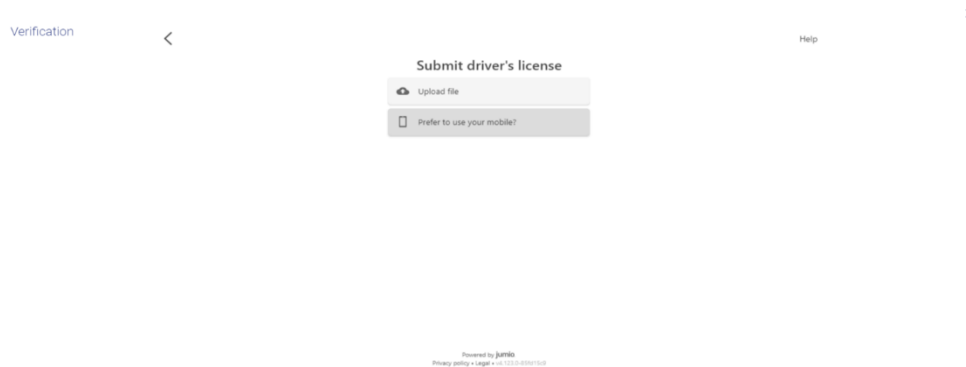 Verification
Help
Submit driver's license
Upload file
Prefer to use your mobile?
Powered by jumio
Privacy policy • Legal •